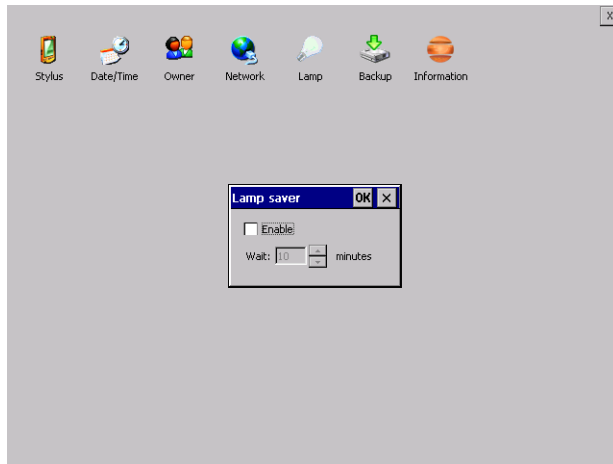 X
Stylus Date/Time Owner Network Lamp Backup Information
Lamp saver OK ×
Enable
Wait: 10 minutes